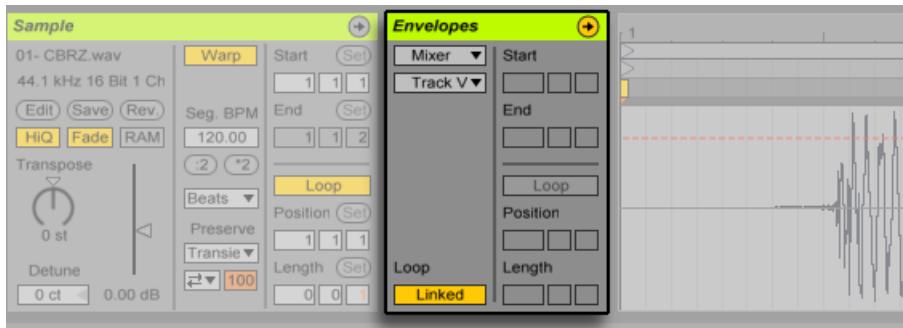 Sample
01- CBRZ.wav
44.1 kHz 16 Bit 1 Ch
Edit Save Rev.
HiQ Fade RAM
Transpose
0 st
Detune
0 ct 0.00 dB
Warp
Seg. BPM
120.00
:2 *2
Beats
Preserve
Transie
100
Start Set
1 1 1
End Set
1 1 2
Loop
Position Set
1 1 1
Length Set
0 0 1
Envelopes
Mixer
Track V
Loop
Linked
Start
End
Loop
Position
Length
1